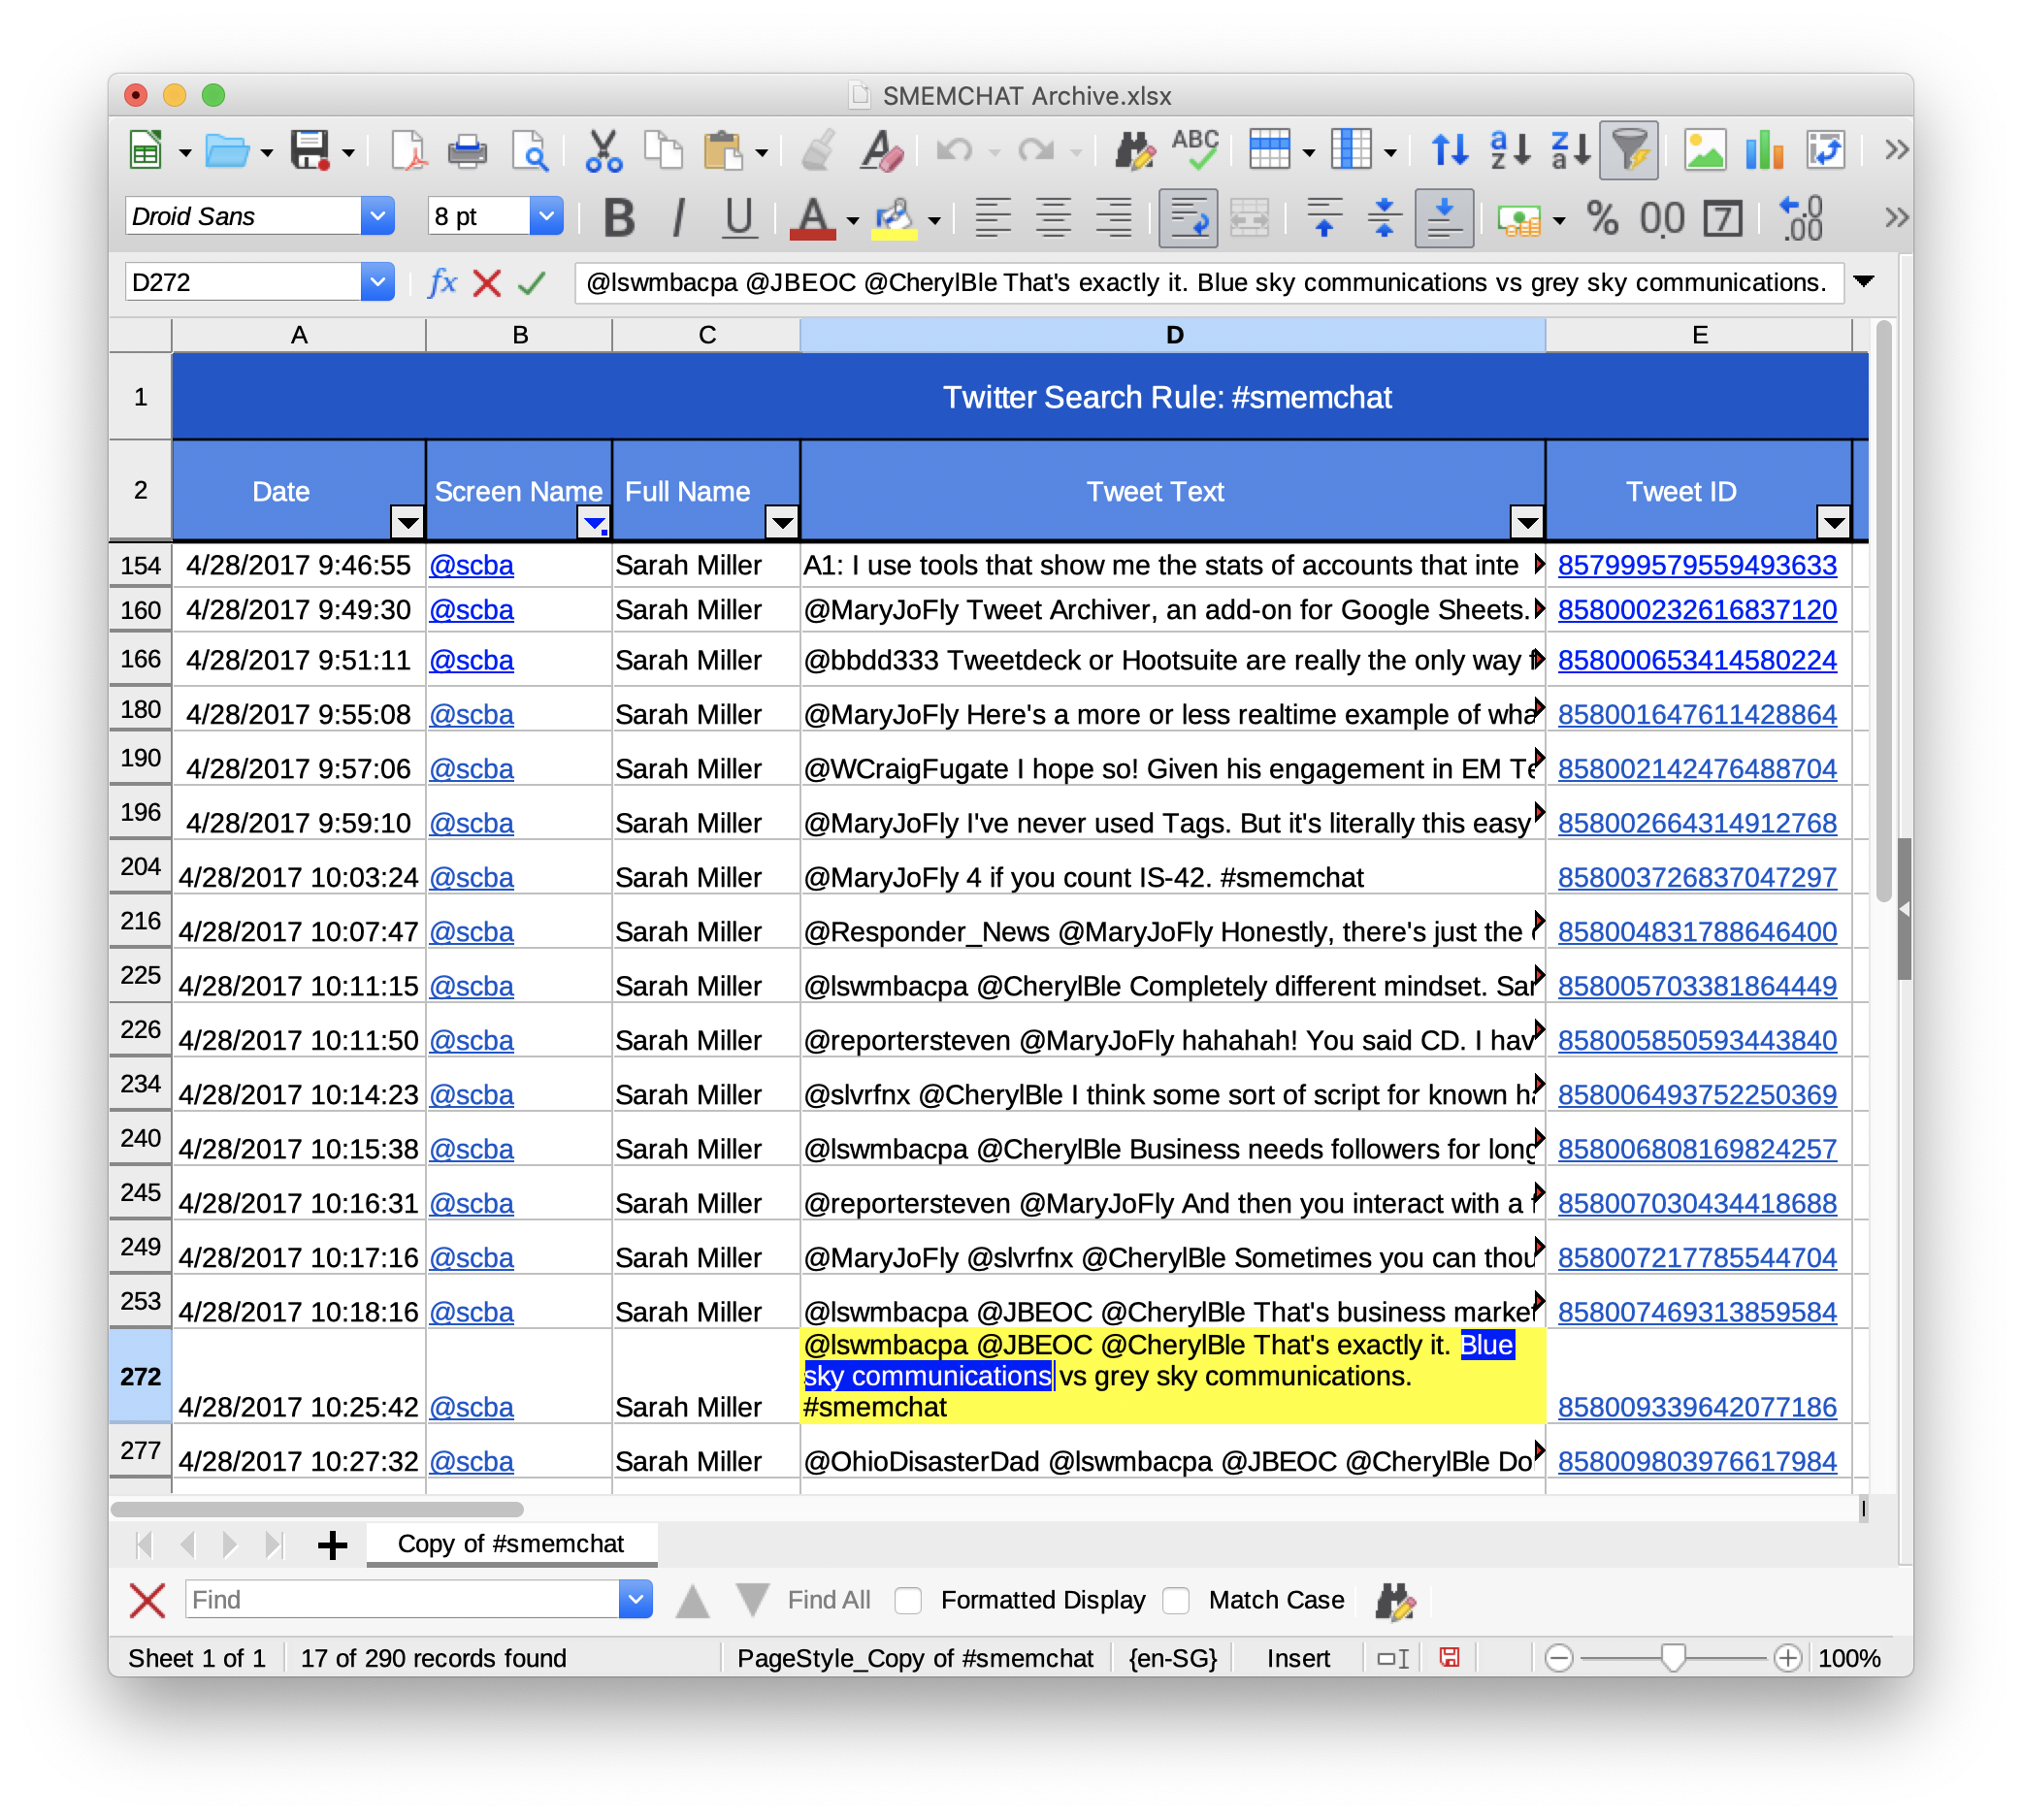 SMEMCHAT Archive.xlsx
ABC
Droid Sans 8 pt B I U A % 00 7 .0 .00
D272 fx @lswmbacpa @JBEOC @CherylBle That's exactly it. Blue sky communications vs grey sky communications.
A B C D E
1 Twitter Search Rule: #smemchat
2 Date Screen Name Full Name Tweet Text Tweet ID
154 4/28/2017 9:46:55 @scba Sarah Miller A1: I use tools that show me the stats of accounts that inte 857999579559493633
160 4/28/2017 9:49:30 @scba Sarah Miller @MaryJoFly Tweet Archiver, an add-on for Google Sheets. 858000232616837120
166 4/28/2017 9:51:11 @scba Sarah Miller @bbdd333 Tweetdeck or Hootsuite are really the only way f 858000653414580224
180 4/28/2017 9:55:08 @scba Sarah Miller @MaryJoFly Here's a more or less realtime example of wha 858001647611428864
190 4/28/2017 9:57:06 @scba Sarah Miller @WCraigFugate I hope so! Given his engagement in EM Te 858002142476488704
196 4/28/2017 9:59:10 @scba Sarah Miller @MaryJoFly I've never used Tags. But it's literally this easy 858002664314912768
204 4/28/2017 10:03:24 @scba Sarah Miller @MaryJoFly 4 if you count IS-42. #smemchat 858003726837047297
216 4/28/2017 10:07:47 @scba Sarah Miller @Responder_News @MaryJoFly Honestly, there's just the 858004831788646400
225 4/28/2017 10:11:15 @scba Sarah Miller @lswmbacpa @CherylBle Completely different mindset. Sar 858005703381864449
226 4/28/2017 10:11:50 @scba Sarah Miller @reportersteven @MaryJoFly hahahah! You said CD. I hav 858005850593443840
234 4/28/2017 10:14:23 @scba Sarah Miller @slvrfnx @CherylBle I think some sort of script for known ha 858006493752250369
240 4/28/2017 10:15:38 @scba Sarah Miller @lswmbacpa @CherylBle Business needs followers for long 858006808169824257
245 4/28/2017 10:16:31 @scba Sarah Miller @reportersteven @MaryJoFly And then you interact with a f 858007030434418688
249 4/28/2017 10:17:16 @scba Sarah Miller @MaryJoFly @slvrfnx @CherylBle Sometimes you can thou 858007217785544704
253 4/28/2017 10:18:16 @scba Sarah Miller @lswmbacpa @JBEOC @CherylBle That's business market 858007469313859584
@lswmbacpa @JBEOC @CherylBle That's exactly it. Blue
272 sky communications vs grey sky communications.
4/28/2017 10:25:42 @scba Sarah Miller #smemchat 858009339642077186
277 4/28/2017 10:27:32 @scba Sarah Miller @OhioDisasterDad @lswmbacpa @JBEOC @CherylBle Do 858009803976617984
Copy of #smemchat
Find Find All Formatted Display Match Case
Sheet 1 of 1 17 of 290 records found PageStyle_Copy of #smemchat {en-SG} Insert 100%